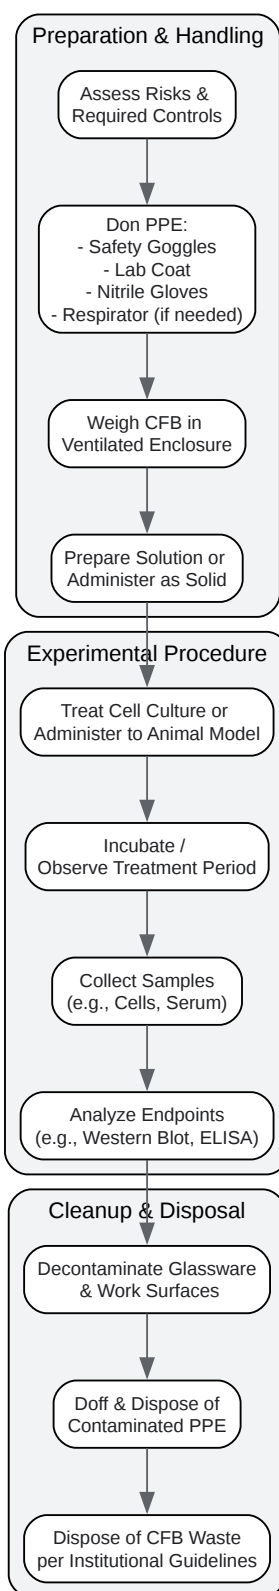 Preparation & Handling
Assess Risks &
Required Controls
Don PPE:
- Safety Goggles
- Lab Coat
- Nitrile Gloves
- Respirator (if needed)
Weigh CFB in
Ventilated Enclosure
Prepare Solution or
Administer as Solid
Experimental Procedure
Treat Cell Culture or
Administer to Animal Model
Incubate /
Observe Treatment Period
Collect Samples
(e.g., Cells, Serum)
Analyze Endpoints
(e.g., Western Blot, ELISA)
Cleanup & Disposal
Decontaminate Glassware
& Work Surfaces
Doff & Dispose of
Contaminated PPE
Dispose of CFB Waste
per Institutional Guidelines